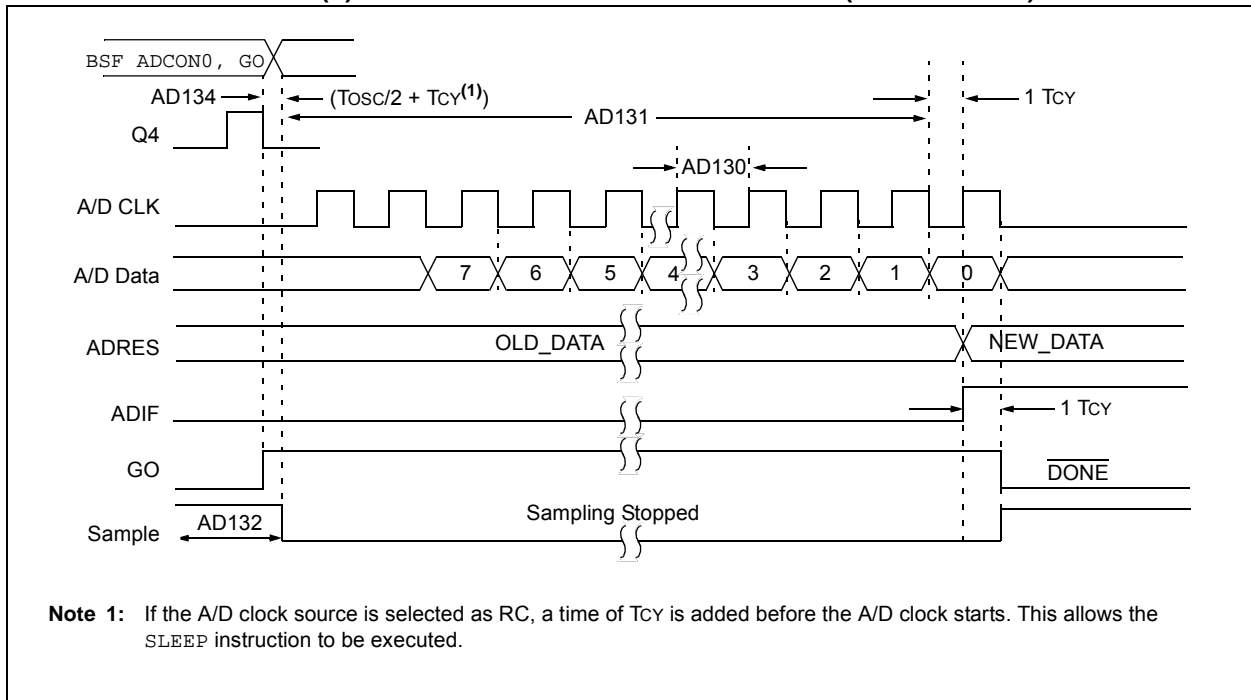 BSF ADCON0, GO
AD134
(TOSC/2 + TCY(1))
1 TCY
AD131
Q4
AD130
A/D CLK
A/D Data
7
6
5
4
3
2
1
0
ADRES
OLD_DATA
NEW_DATA
ADIF
1 TCY
GO
DONE
Sample
AD132
Sampling Stopped
Note 1: If the A/D clock source is selected as RC, a time of TCY is added before the A/D clock starts. This allows the
SLEEP instruction to be executed.